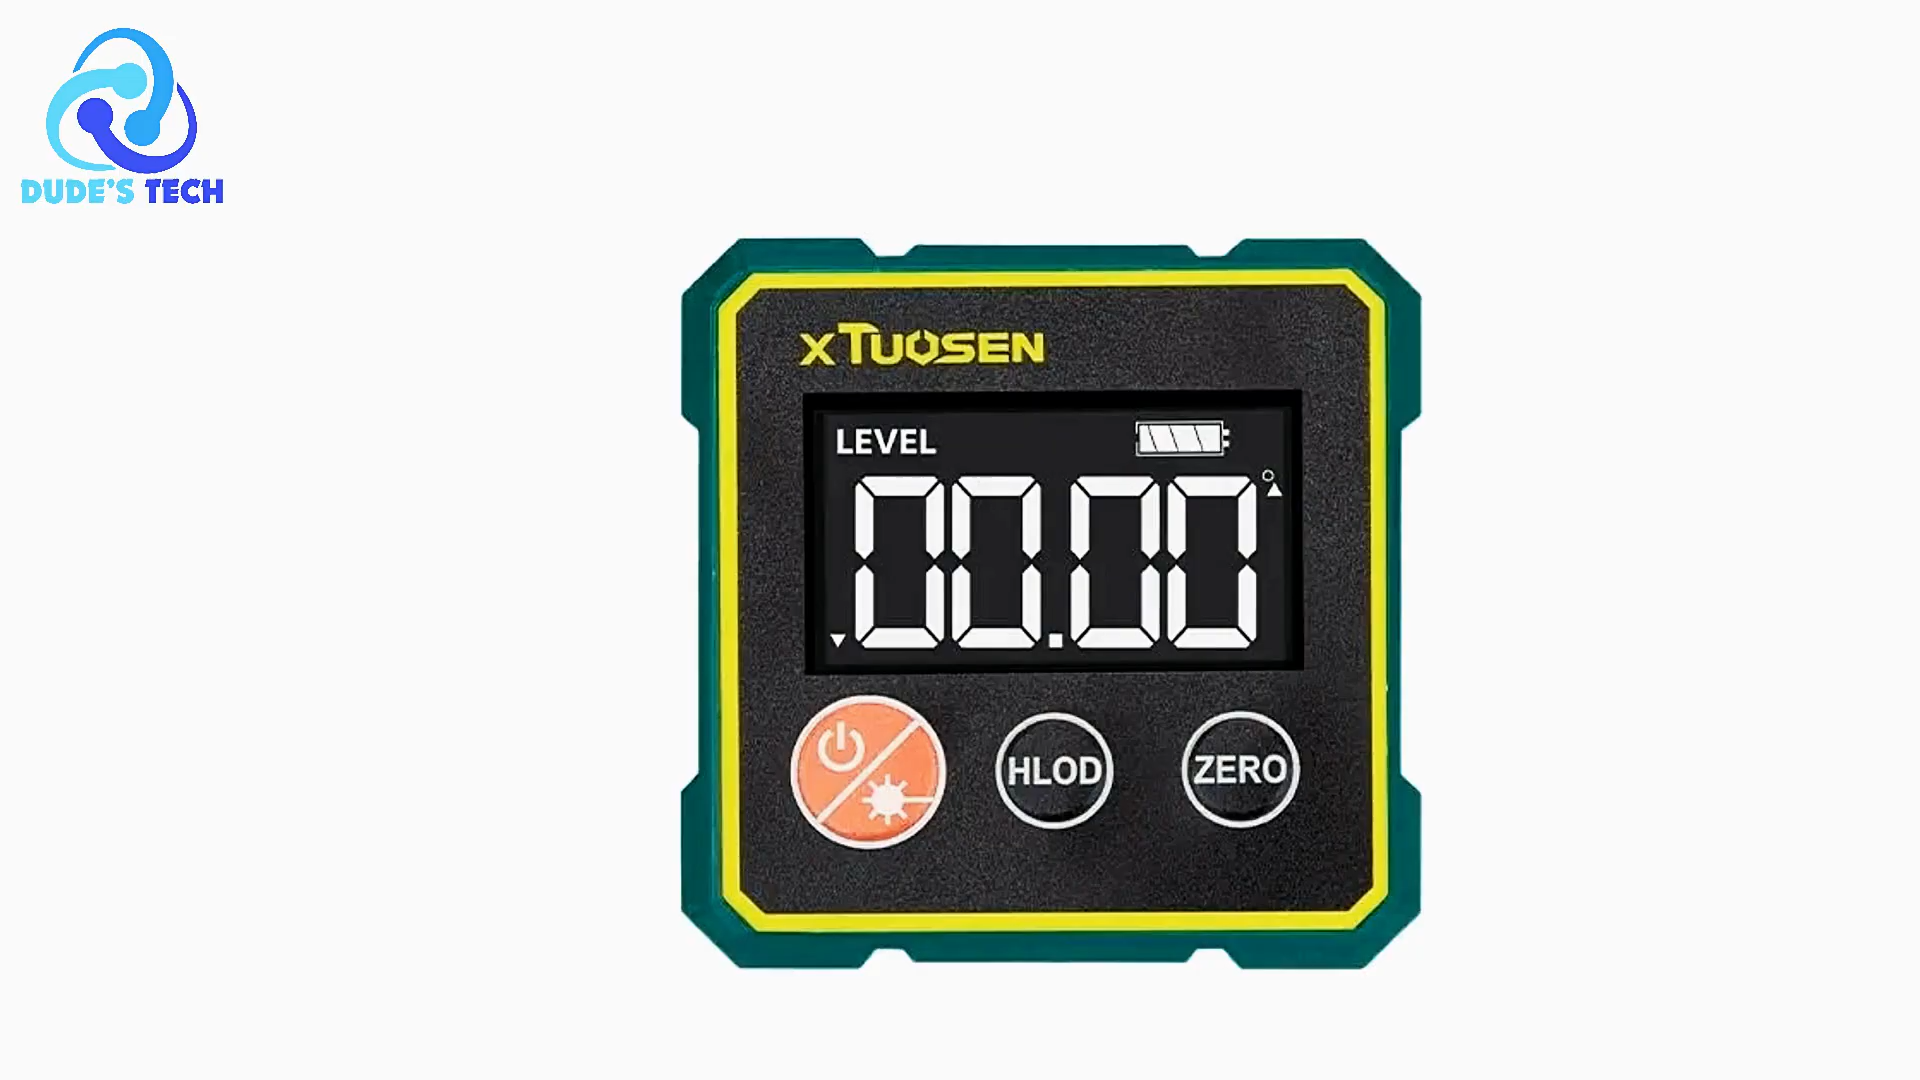 DUDE'S TECH
XTUOSEN
LEVEL
00.00°
HLOD
ZERO